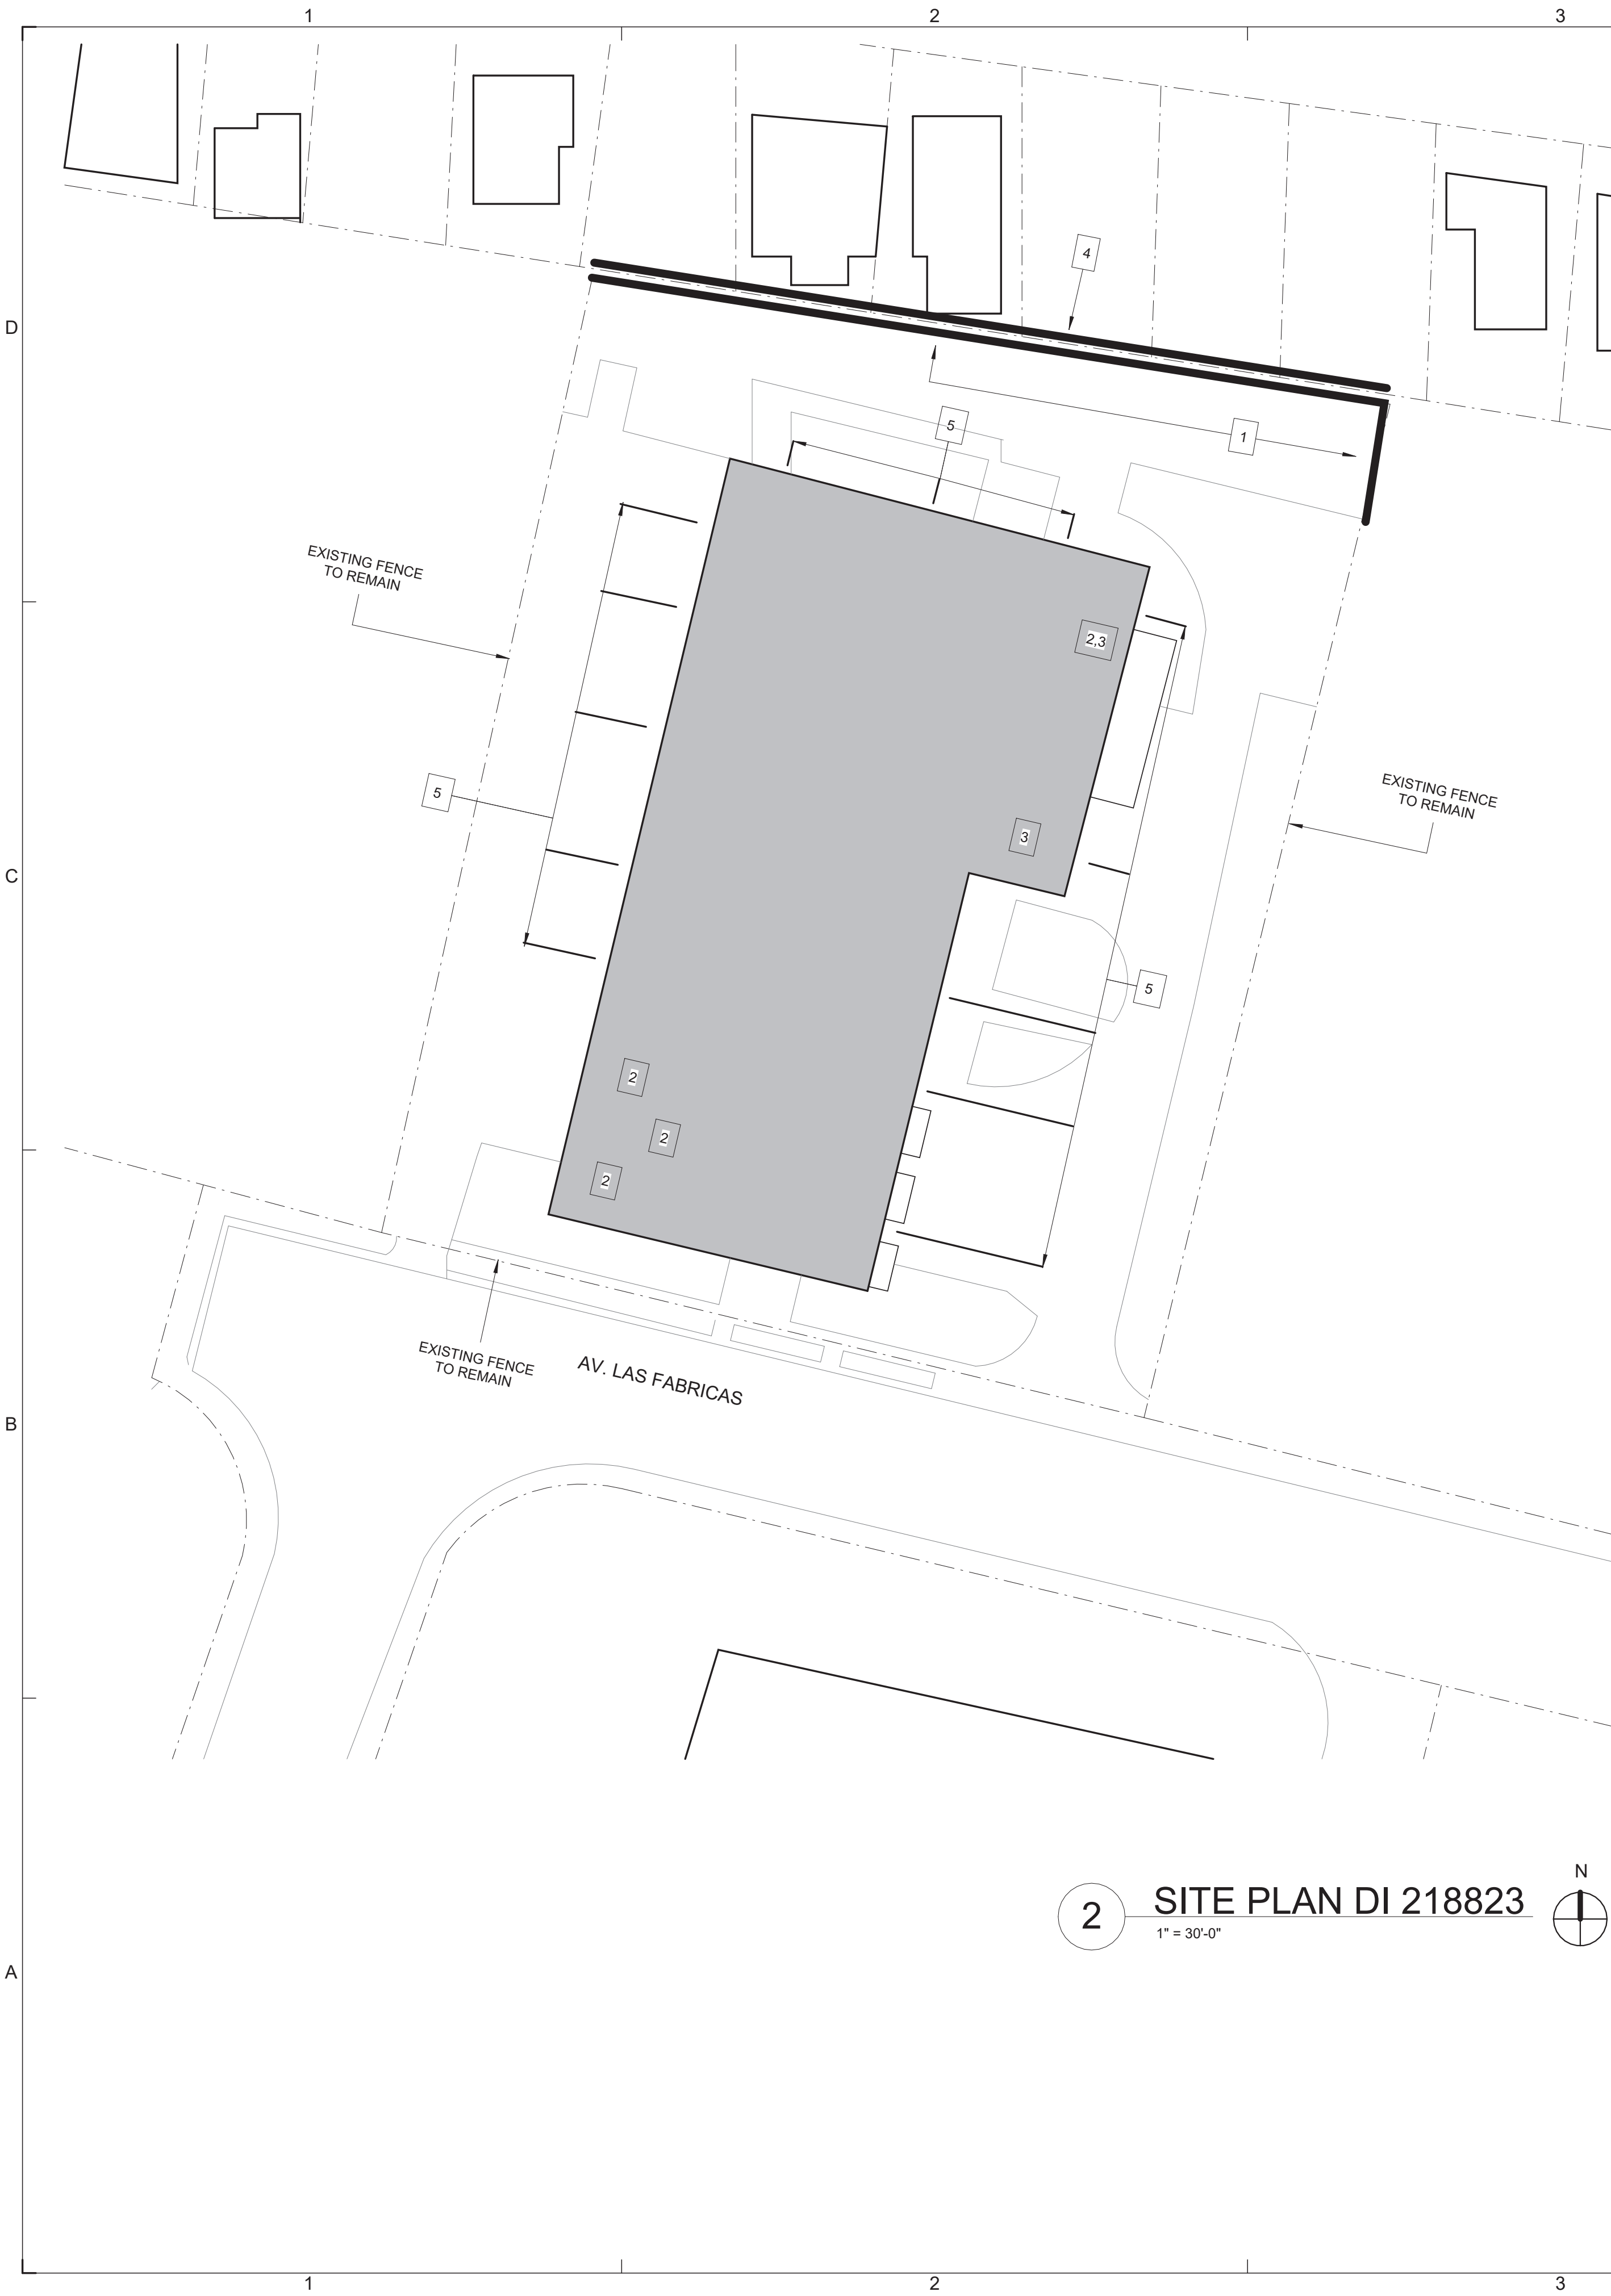 1
2
3
4
D
5
1
EXISTING FENCE
TO REMAIN
2,3
5
EXISTING FENCE
TO REMAIN
3
C
5
2
2
2
EXISTING FENCE
TO REMAIN
AV. LAS FABRICAS
B
N
2
SITE PLAN DI 218823
1" = 30'-0"
A
1
2
3